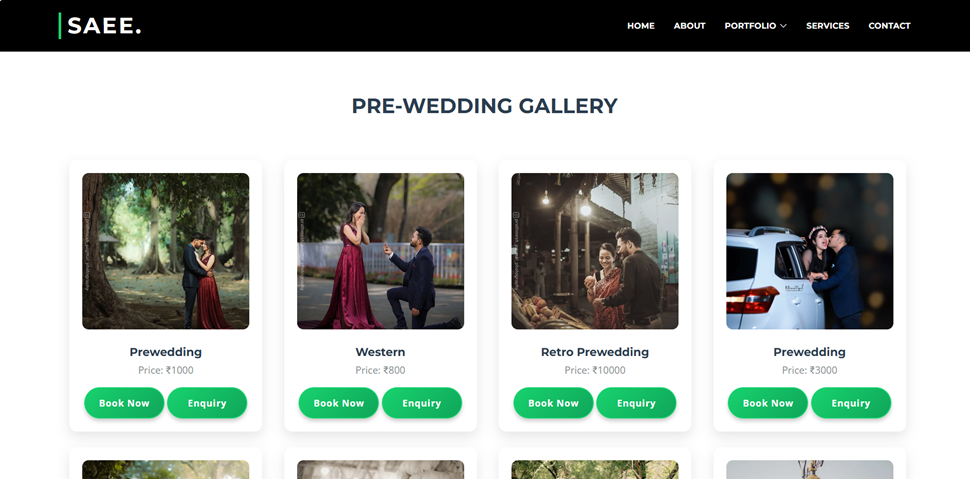 SAEE.
HOME ABOUT PORTFOLIO SERVICES CONTACT
PRE-WEDDING GALLERY
Prewedding
Price: ₹1000
Book Now Enquiry
Western
Price: ₹800
Book Now Enquiry
Retro Prewedding
Price: ₹10000
Book Now Enquiry
Prewedding
Price: ₹3000
Book Now Enquiry